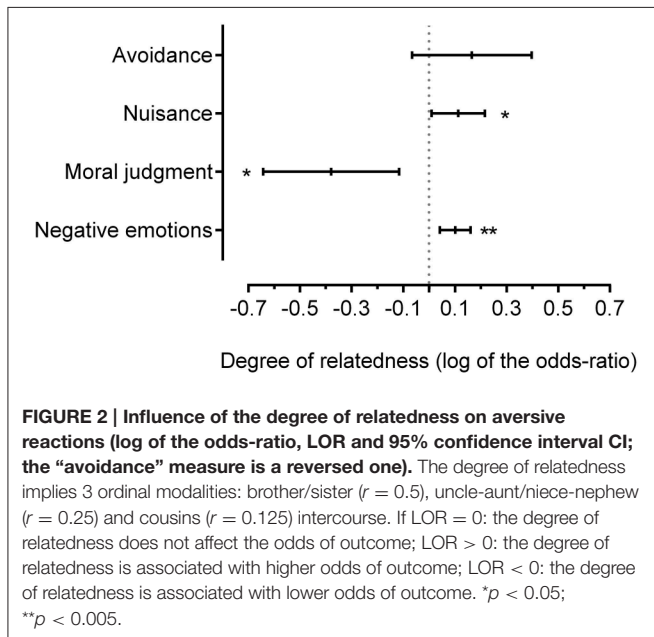 Avoidance
Nuisance
*
Moral judgment
*
Negative emotions
**
-0.7 -0.5 -0.3 -0.1 0.1 0.3 0.5 0.7
Degree of relatedness (log of the odds-ratio)
FIGURE 2 | Influence of the degree of relatedness on aversive
reactions (log of the odds-ratio, LOR and 95% confidence interval CI;
the “avoidance” measure is a reversed one). The degree of relatedness
implies 3 ordinal modalities: brother/sister (r = 0.5), uncle-aunt/niece-nephew
(r = 0.25) and cousins (r = 0.125) intercourse. If LOR = 0: the degree of
relatedness does not affect the odds of outcome; LOR > 0: the degree of
relatedness is associated with higher odds of outcome; LOR < 0: the degree
of relatedness is associated with lower odds of outcome. *p < 0.05;
**p < 0.005.